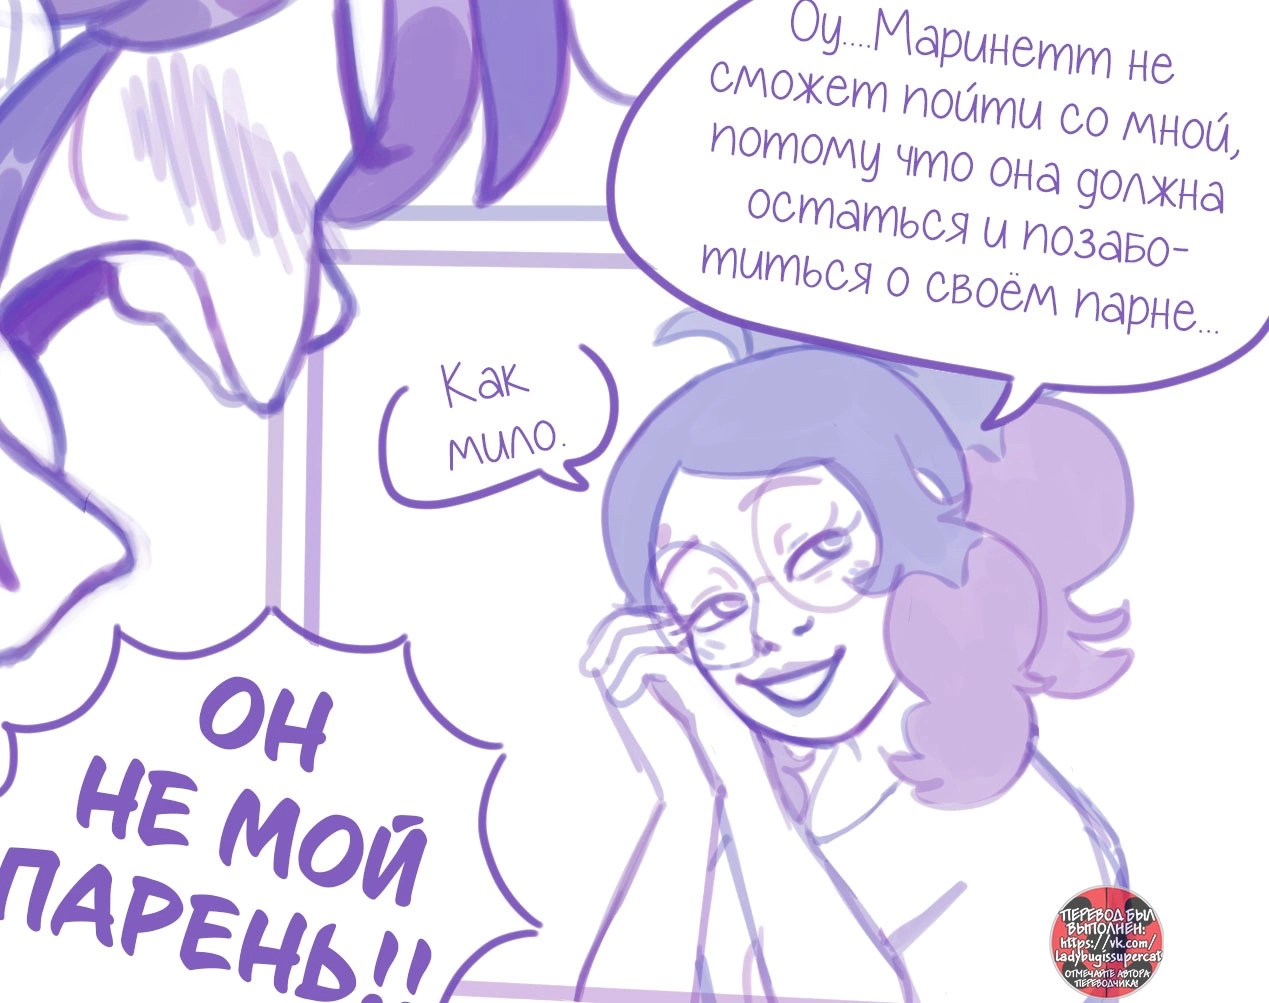 Оу....Маринетт не
сможет пойти со мной,
потому что она должна
остаться и позабо-
титься о своём парне...
Как
мило.
ОН
НЕ МОЙ
ПАРЕНЬ!!
ПЕРЕВОД БЫЛ
ВЫПОЛНЕН:
https://vk.com/
ladybugissupercat
ОТМЕЧАЙТЕ АВТОРА
ПЕРЕВОДЧИКА!